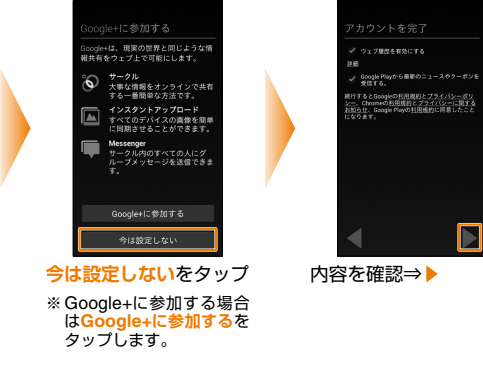 Google+に参加する
Google+は、現実の世界と同じような情
報共有をウェブ上で可能にします。
サークル
大事な情報をオンラインで共有
する一番簡単な方法です。
インスタントアップロード
すべてのデバイスの画像を簡単
に同期させることができます。
Messenger
サークル内のすべての人にグ
ループメッセージを送信できま
す。
Google+に参加する
今は設定しない
今は設定しないをタップ
※Google+に参加する場合
はGoogle+に参加するを
タップします。
アカウントを完了
ウェブ履歴を有効にする
詳細
Google Playから最新のニュースやクーポンを
受信する。
続行するとGoogleの利用規約とプライバシーポリ
シー、Chromeの利用規約とプライバシーに関する
お知らせ、Google Playの利用規約に同意したこと
になります。
内容を確認⇒▶